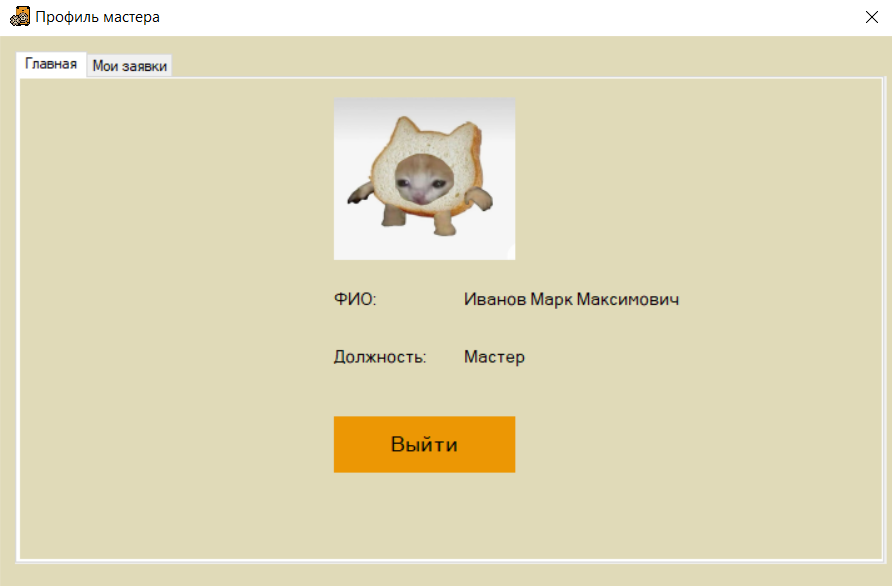 Профиль мастера
Главная
Мои заявки
ФИО: Иванов Марк Максимович
Должность: Мастер
Выйти